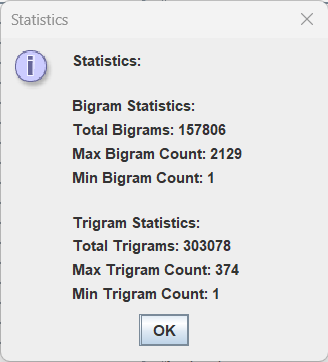 Statistics
Statistics:
Bigram Statistics:
Total Bigrams: 157806
Max Bigram Count: 2129
Min Bigram Count: 1
Trigram Statistics:
Total Trigrams: 303078
Max Trigram Count: 374
Min Trigram Count: 1
OK